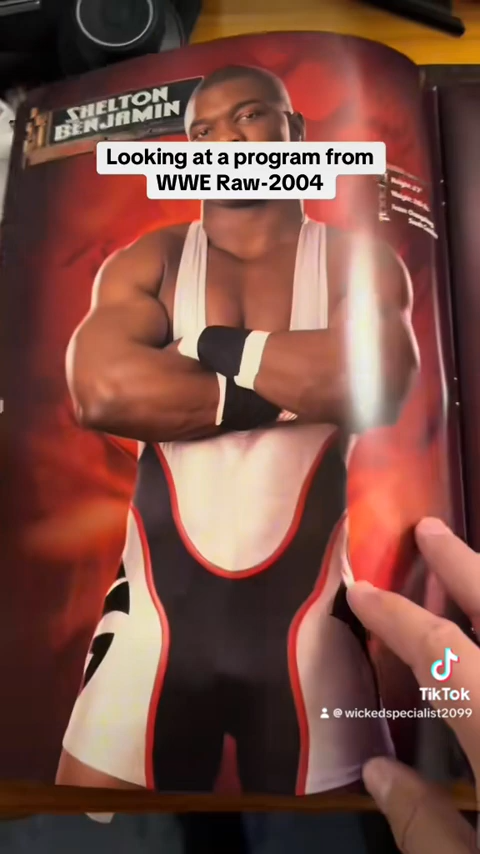 SHELTON
BENJAMIN
Looking at a program from
WWE Raw-2004
TikTok
@wickedspecialist2099